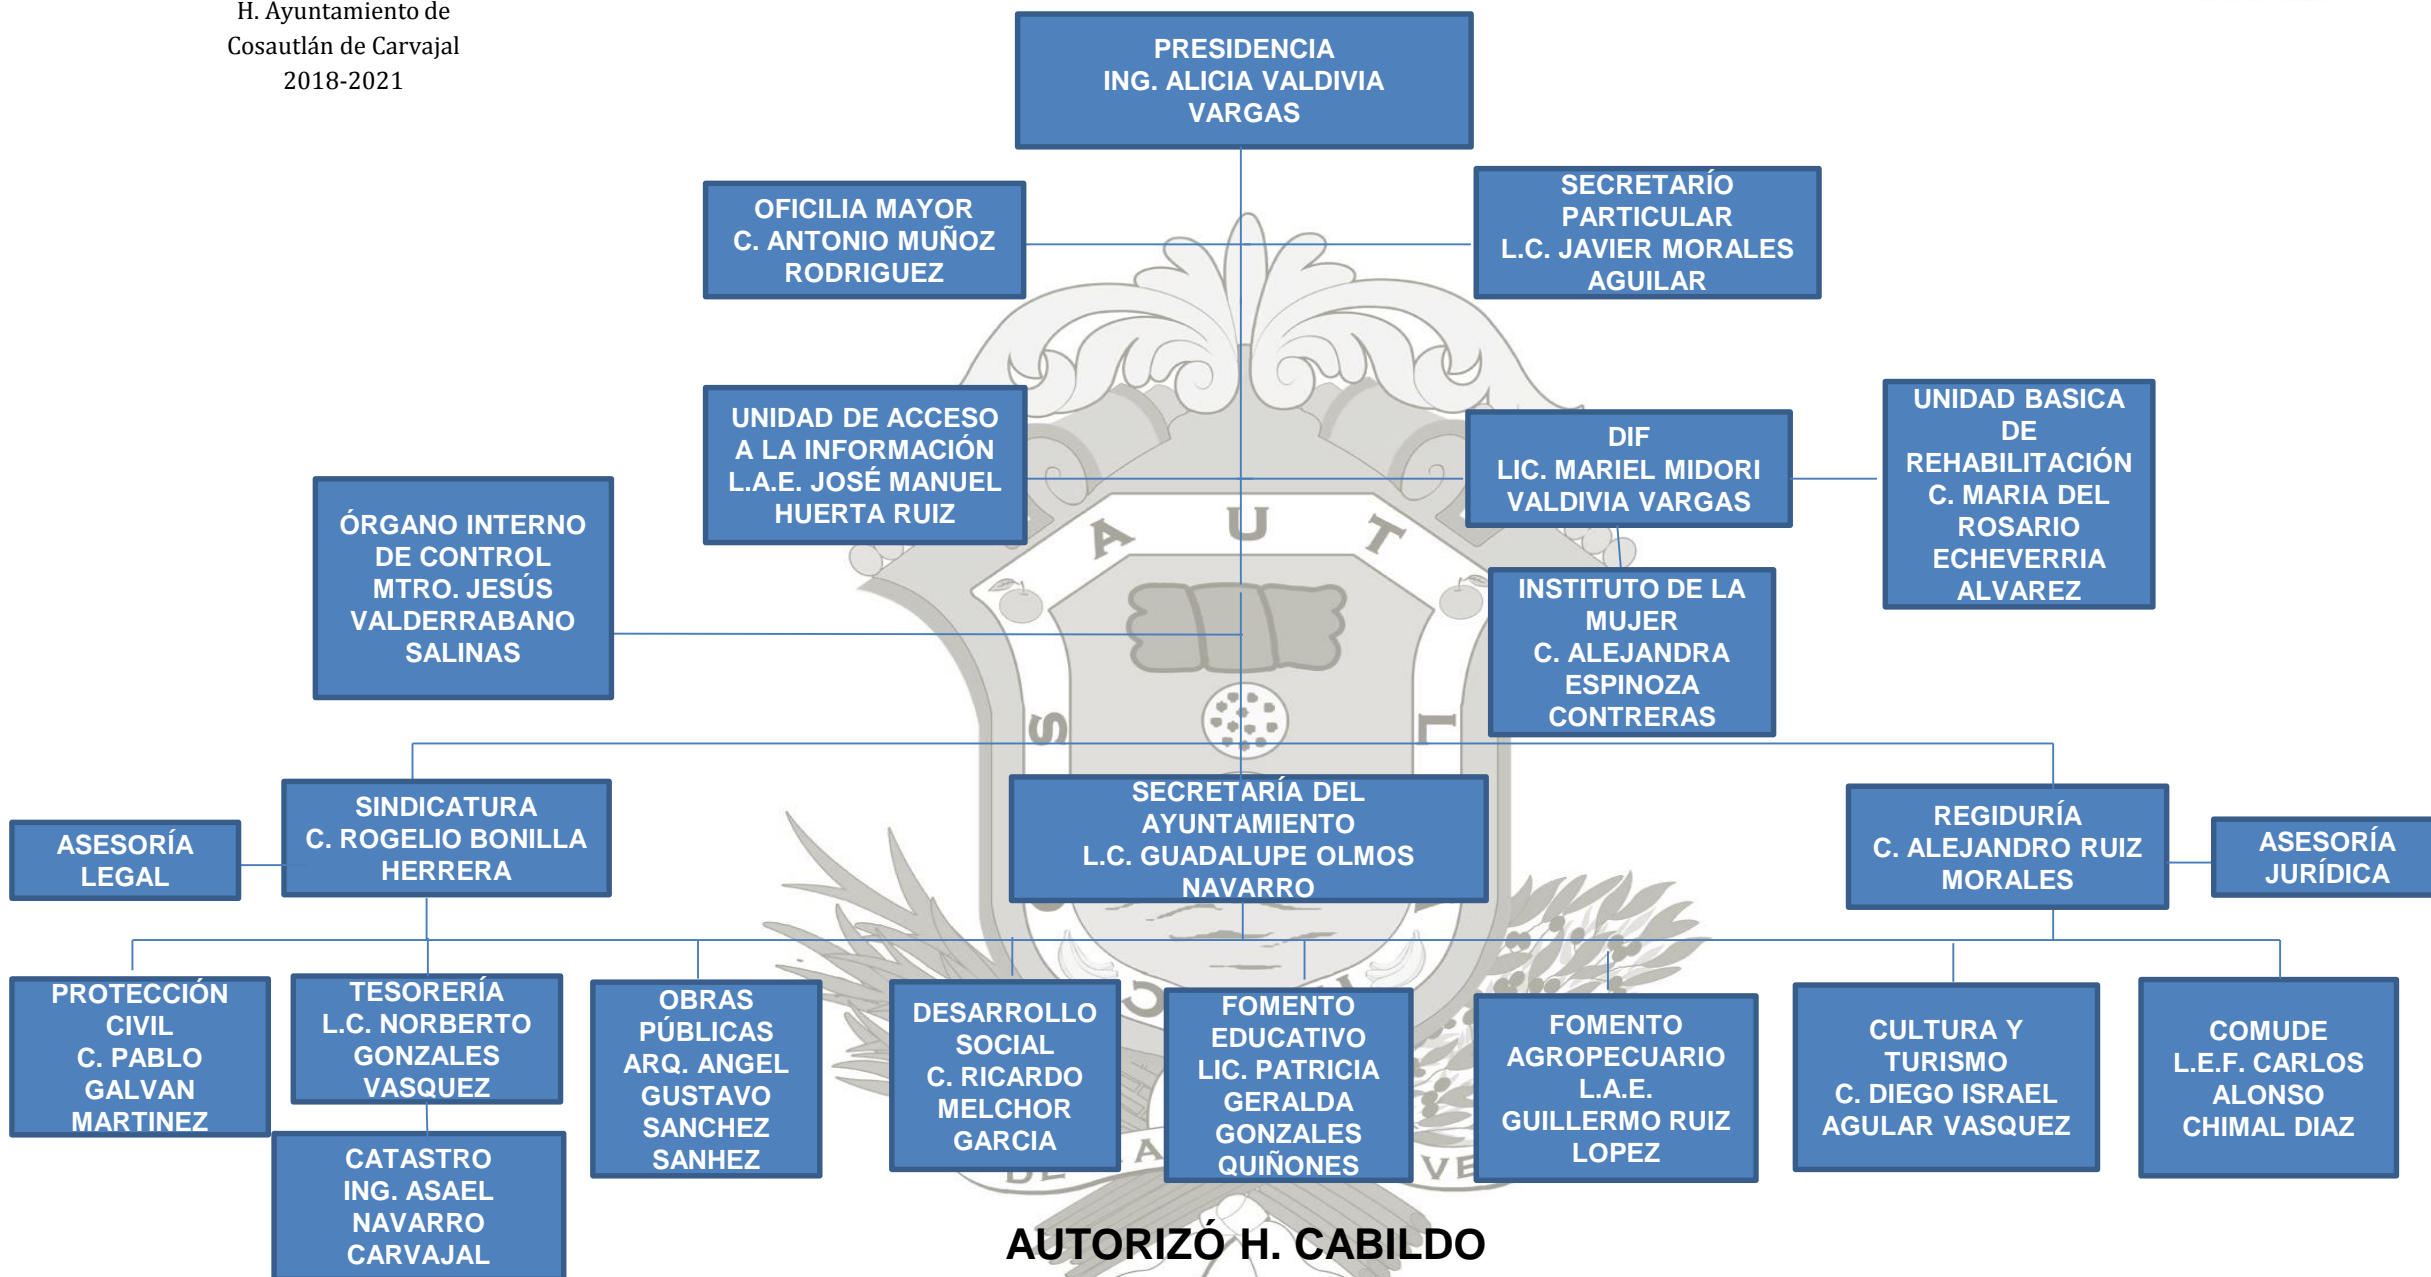 H. Ayuntamiento de
Cosautlán de Carvajal
2018-2021
PRESIDENCIA
ING. ALICIA VALDIVIA
VARGAS
OFICILIA MAYOR
C. ANTONIO MUÑOZ
RODRIGUEZ
SECRETARÍO
PARTICULAR
L.C. JAVIER MORALES
AGUILAR
UNIDAD DE ACCESO
A LA INFORMACIÓN
L.A.E. JOSÉ MANUEL
HUERTA RUIZ
DIF
LIC. MARIEL MIDORI
VALDIVIA VARGAS
UNIDAD BASICA
DE
REHABILITACIÓN
C. MARIA DEL
ROSARIO
ECHEVERRIA
ALVAREZ
ÓRGANO INTERNO
DE CONTROL
MTRO. JESÚS
VALDERRABANO
SALINAS
INSTITUTO DE LA
MUJER
C. ALEJANDRA
ESPINOZA
CONTRERAS
ASESORÍA
LEGAL
SINDICATURA
C. ROGELIO BONILLA
HERRERA
SECRETARÍA DEL
AYUNTAMIENTO
L.C. GUADALUPE OLMOS
NAVARRO
REGIDURÍA
C. ALEJANDRO RUIZ
MORALES
ASESORÍA
JURÍDICA
PROTECCIÓN
CIVIL
C. PABLO
GALVAN
MARTINEZ
TESORERÍA
L.C. NORBERTO
GONZALES
VASQUEZ
CATASTRO
ING. ASAEL
NAVARRO
CARVAJAL
OBRAS
PÚBLICAS
ARQ. ANGEL
GUSTAVO
SANCHEZ
SANHEZ
DESARROLLO
SOCIAL
C. RICARDO
MELCHOR
GARCIA
FOMENTO
EDUCATIVO
LIC. PATRICIA
GERALDA
GONZALES
QUIÑONES
FOMENTO
AGROPECUARIO
L.A.E.
GUILLERMO RUIZ
LOPEZ
CULTURA Y
TURISMO
C. DIEGO ISRAEL
AGULAR VASQUEZ
COMUDE
L.E.F. CARLOS
ALONSO
CHIMAL DIAZ
AUTORIZÓ H. CABILDO